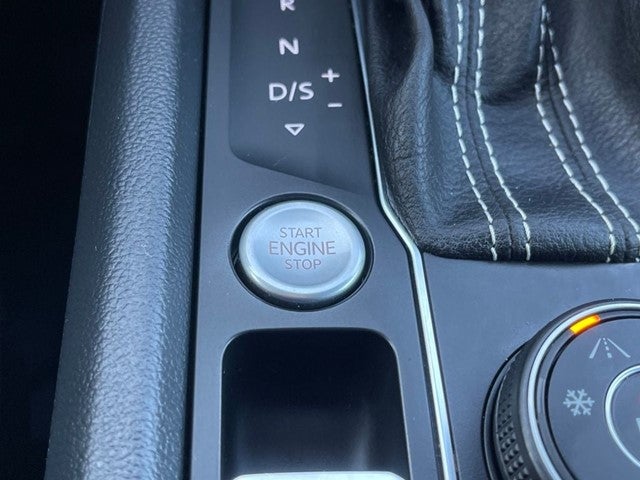 R
N
D/S + -
START
ENGINE
STOP